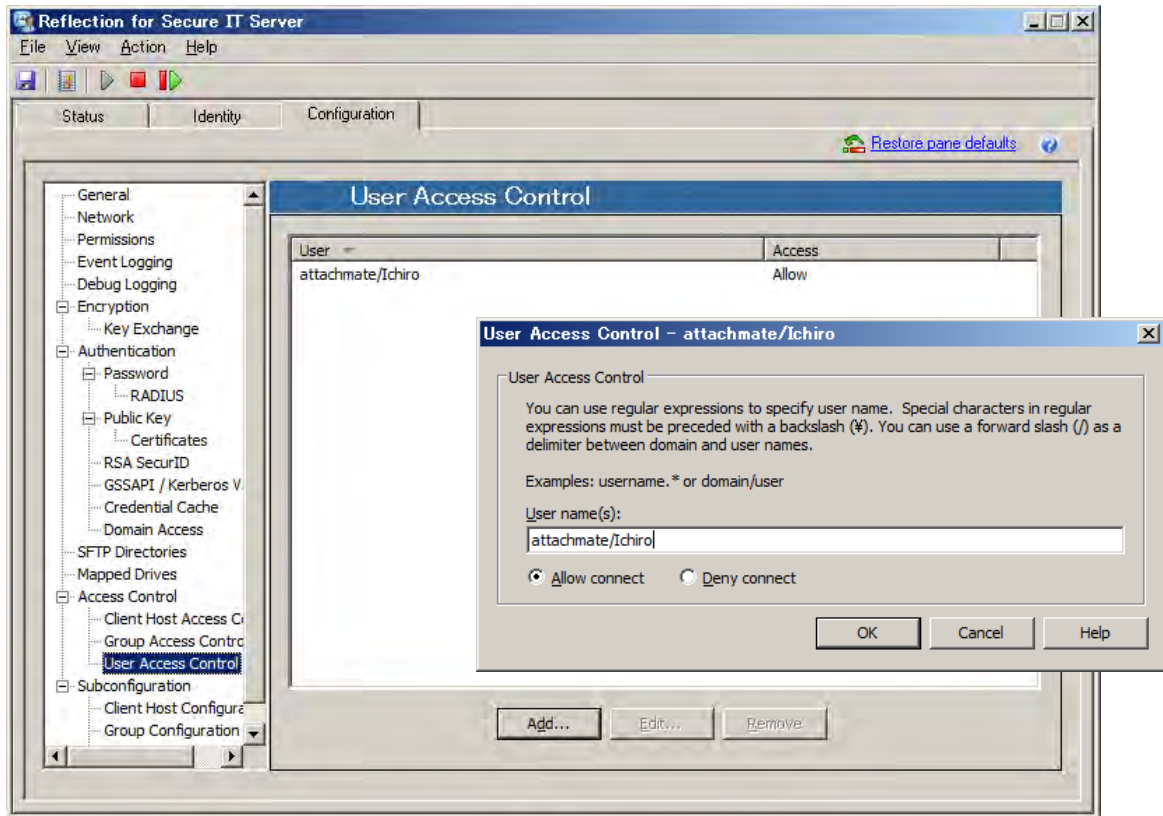 Reflection for Secure IT Server
File View Action Help
Status Identity Configuration
Restore pane defaults
General
Network
Permissions
Event Logging
Debug Logging
Encryption
Key Exchange
Authentication
Password
RADIUS
Public Key
Certificates
RSA SecurID
GSSAPI / Kerberos V
Credential Cache
Domain Access
SFTP Directories
Mapped Drives
Access Control
Client Host Access C
Group Access Contro
User Access Control
Subconfiguration
Client Host Configura
Group Configuration
User Access Control
User Access
attachmate/Ichiro Allow
User Access Control - attachmate/Ichiro
User Access Control
You can use regular expressions to specify user name. Special characters in regular
expressions must be preceded with a backslash (¥). You can use a forward slash (/) as a
delimiter between domain and user names.
Examples: username.* or domain/user
User name(s):
attachmate/Ichiro
Allow connect Deny connect
OK Cancel Help
Add... Edit... Remove